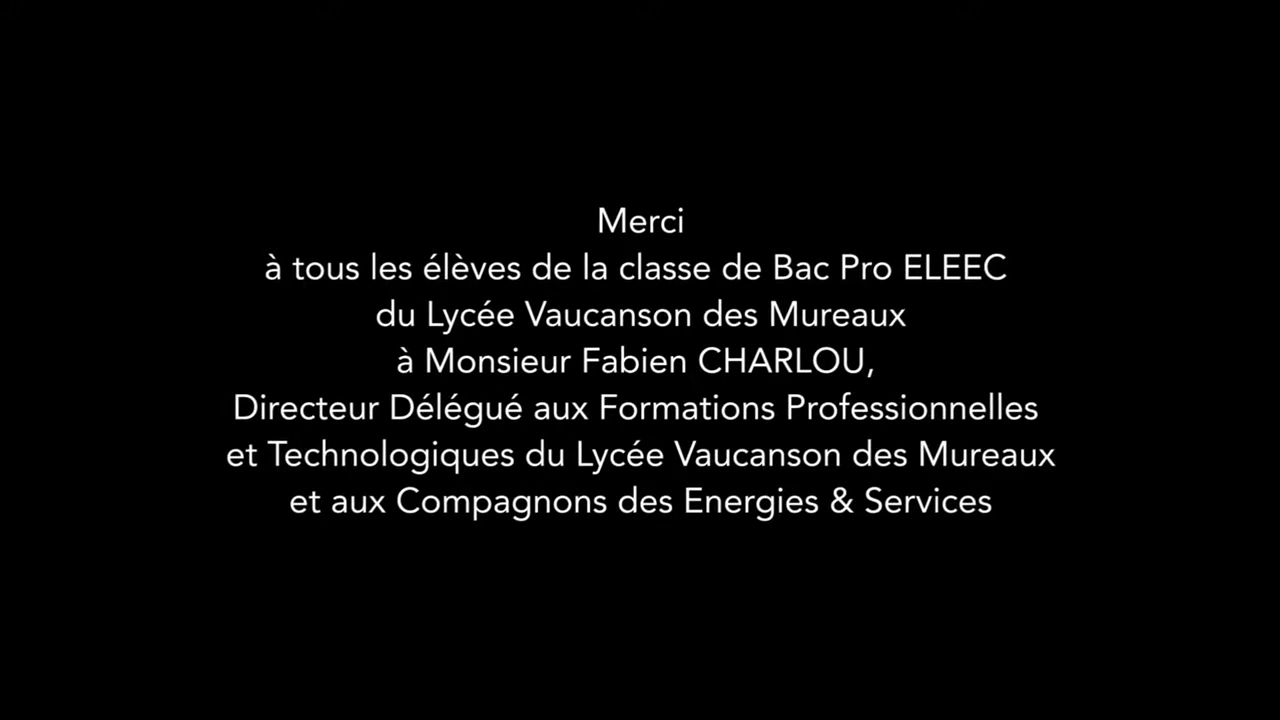 Merci
à tous les élèves de la classe de Bac Pro ELEEC
du Lycée Vaucanson des Mureaux
à Monsieur Fabien CHARLOU,
Directeur Délégué aux Formations Professionnelles
et Technologiques du Lycée Vaucanson des Mureaux
et aux Compagnons des Energies & Services